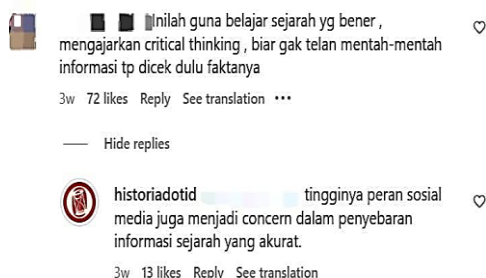 Inilah guna belajar sejarah yg bener ,
mengajarkan critical thinking , biar gak telan mentah-mentah
informasi tp dicek dulu faktanya
3w 72 likes Reply See translation •••
Hide replies
historiadotid tingginya peran sosial
media juga menjadi concern dalam penyebaran
informasi sejarah yang akurat.
3w 13 likes Reply See translation